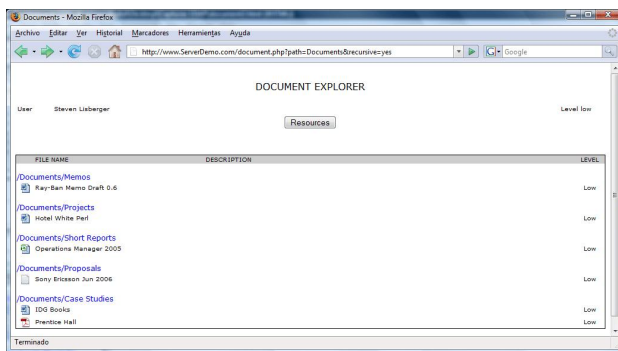 Documents - Mozilla Firefox
Archivo Editar Ver Historial Marcadores Herramientas Ayuda
http://www.ServerDemo.com/document.php?path=Documents&recursive=yes
G Google
DOCUMENT EXPLORER
User Steven Lisberger Level low
Resources
FILE NAME DESCRIPTION LEVEL
/Documents/Memos
Ray-Ban Memo Draft 0.6 Low
/Documents/Projects
Hotel White Perl Low
/Documents/Short Reports
Operations Manager 2005 Low
/Documents/Proposals
Sony Ericsson Jun 2006 Low
/Documents/Case Studies
IDG Books Low
Prentice Hall Low
Terminado